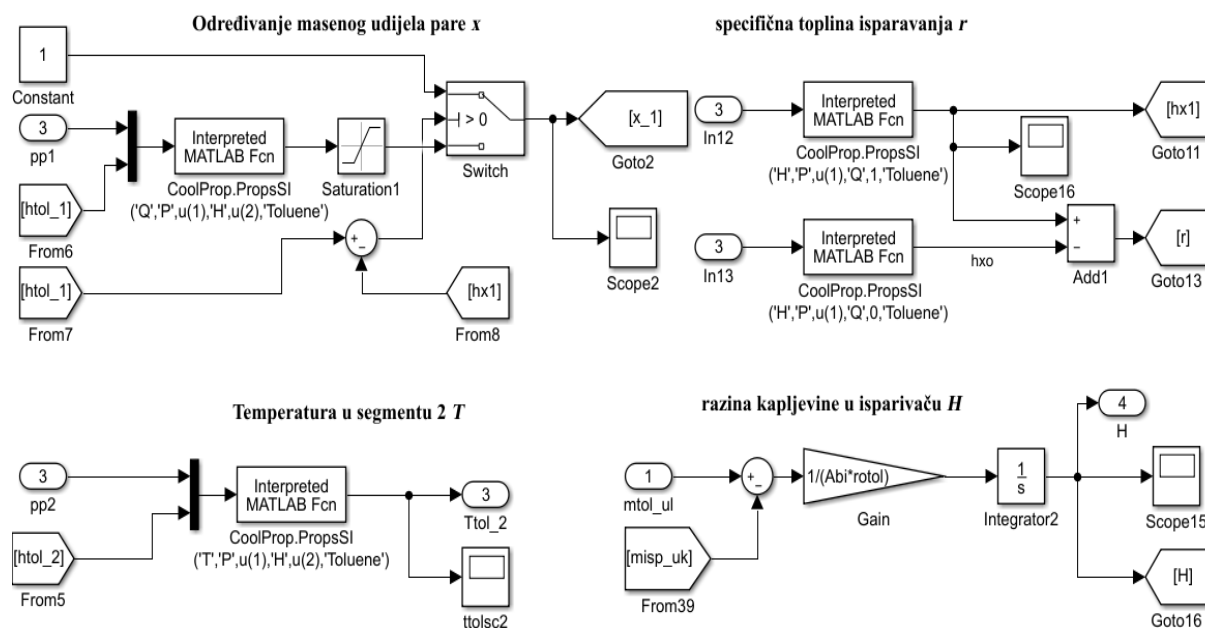 Određivanje masenog udijela pare x
1
Constant
3
pp1
[htol_1]
From6
[htol_1]
From7
Interpreted
MATLAB Fcn
CoolProp.PropsSI
('Q','P',u(1),'H',u(2),'Toluene')
Saturation1
> 0
Switch
+
−
[hx1]
From8
[x_1]
Goto2
Scope2
specifična toplina isparavanja r
3
In12
Interpreted
MATLAB Fcn
CoolProp.PropsSI
('H','P',u(1),'Q',1,'Toluene')
Scope16
[hx1]
Goto11
3
In13
Interpreted
MATLAB Fcn
CoolProp.PropsSI
('H','P',u(1),'Q',0,'Toluene')
hxo
+
−
Add1
[r]
Goto13
Temperatura u segmentu 2 T
3
pp2
[htol_2]
From5
Interpreted
MATLAB Fcn
CoolProp.PropsSI
('T','P',u(1),H',u(2),'Toluene')
3
Ttol_2
ttolsc2
razina kapljevine u isparivaču H
1
mtol_ul
[misp_uk]
From39
+
−
1/(Abi*rotol)
Gain
1
s
Integrator2
4
H
Scope15
[H]
Goto16